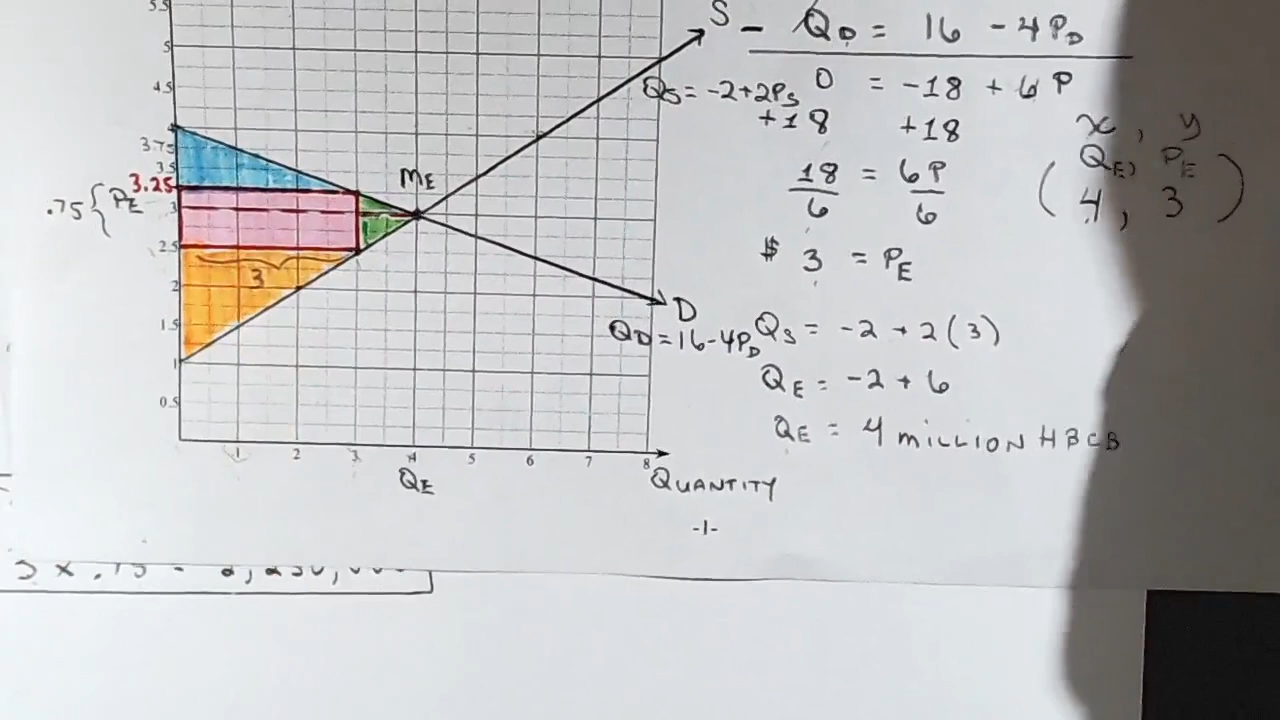 5.5
5
4.5
3.75
3.5
3.25
3
.75 { PE
2.5
2
1.5
1
0.5
3
ME
S
D
QS = -2+2PS
QD = 16-4PD
1 2 3 4 5 6 7 8
QE
QUANTITY
-1-
- QD = 16 - 4PD
0 = -18 + 6P
+18 +18
18 = 6P
6 6
$ 3 = PE
QS = -2 + 2(3)
QE = -2 + 6
QE = 4 MILLION HBCB
x, y
QE, PE
(4, 3)